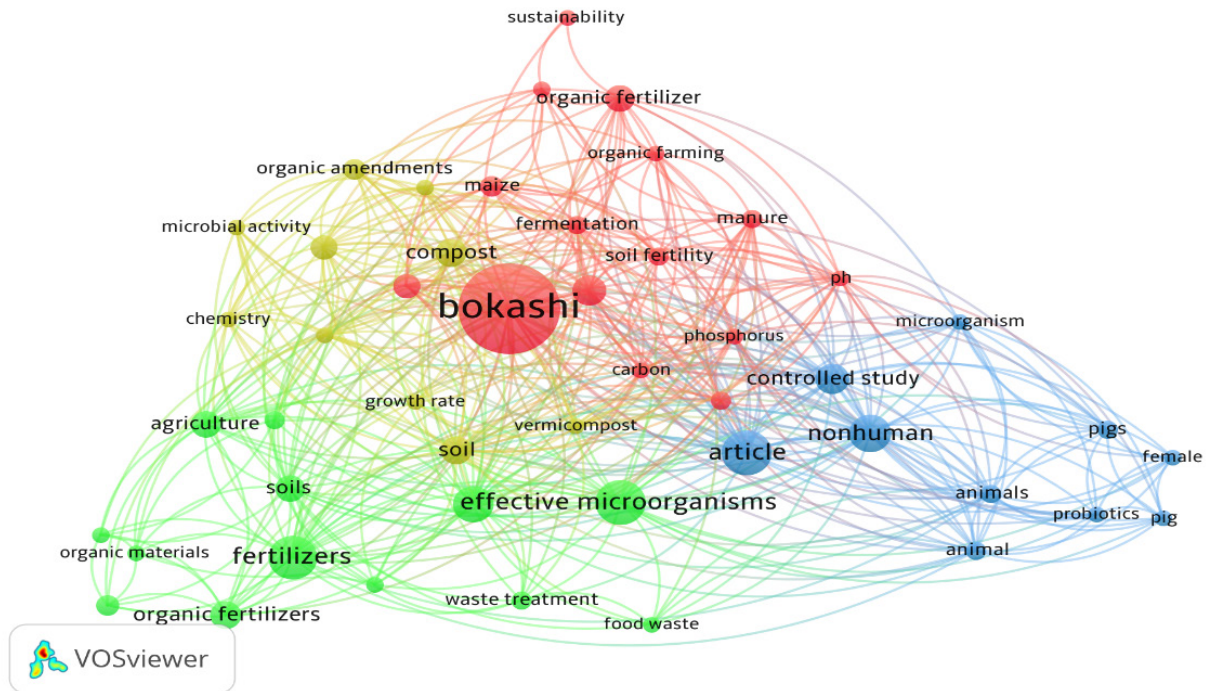 sustainability
organic fertilizer
organic farming
organic amendments
maize
microbial activity
fermentation
manure
compost
soil fertility
ph
bokashi
chemistry
microorganism
phosphorus
carbon
controlled study
growth rate
agriculture
vermicompost
nonhuman
pigs
soil
article
female
soils
effective microorganisms
animals
probiotics
pig
organic materials
fertilizers
animal
waste treatment
organic fertilizers
food waste
VOSviewer